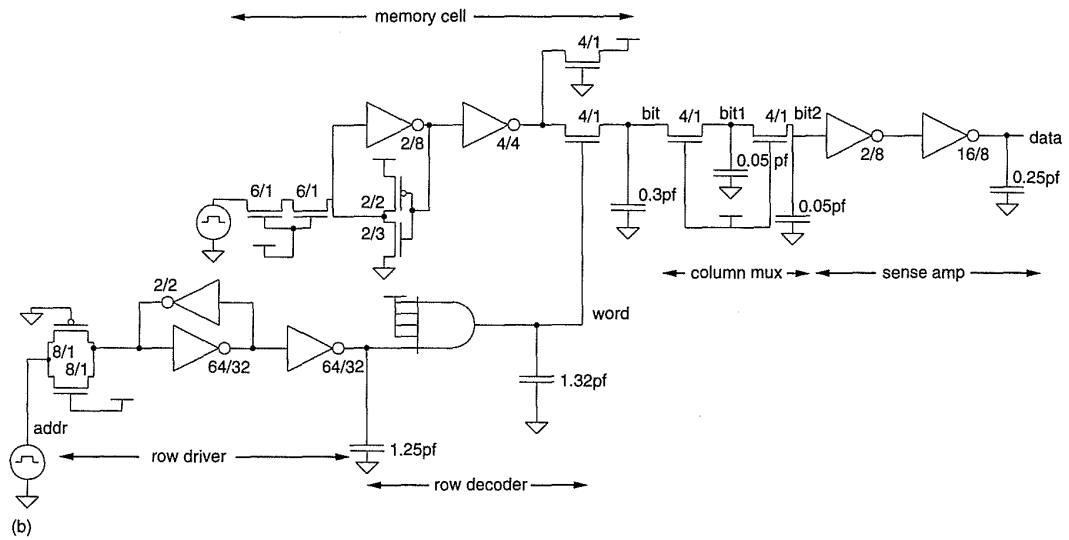 memory cell
4/1
4/1 bit 4/1 bit1 4/1 bit2
2/8 4/4 2/8 16/8 data
0.05 pf
0.25pf
6/1 6/1 2/2 0.3pf 0.05pf
2/3
column mux sense amp
2/2
word
8/1
8/1 64/32 64/32
1.32pf
addr
row driver 1.25pf
row decoder
(b)